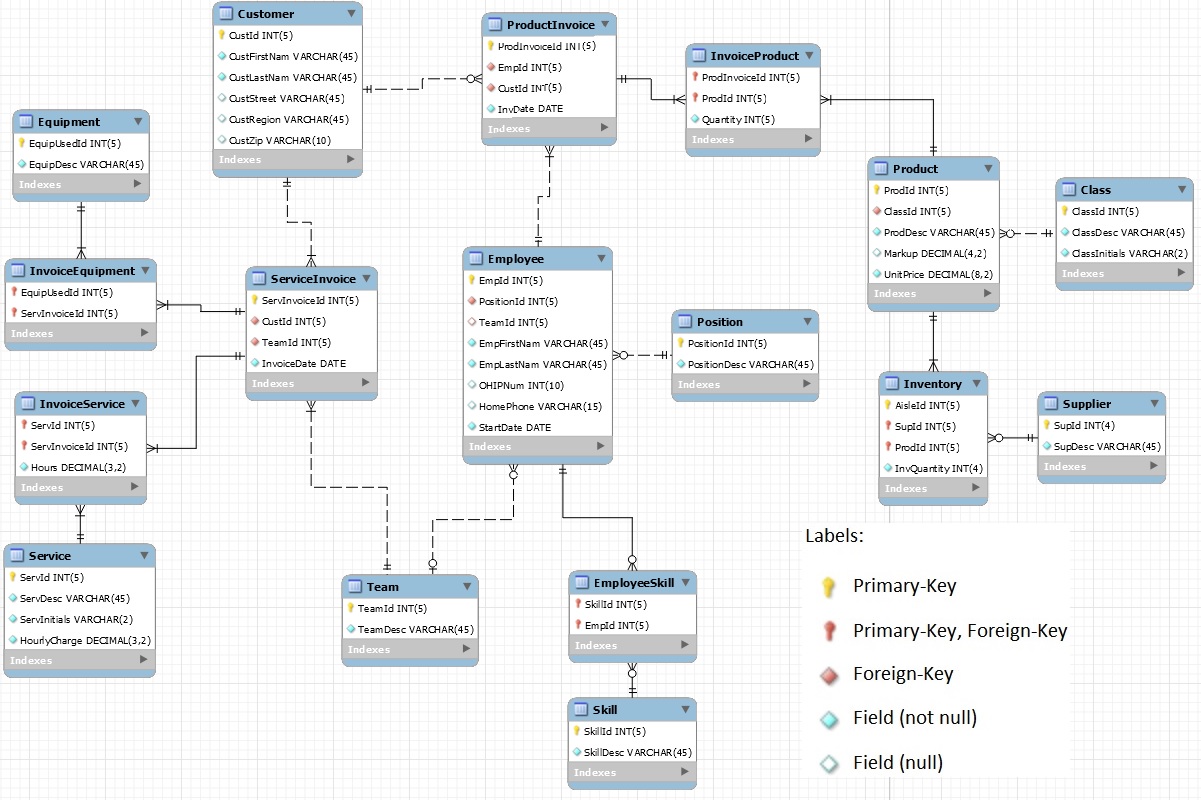 Customer
CustId INT(5)
CustFirstNam VARCHAR(45)
CustLastNam VARCHAR(45)
CustStreet VARCHAR(45)
CustRegion VARCHAR(45)
CustZip VARCHAR(10)
Indexes
ProductInvoice
ProdInvoiceId INT(5)
EmpId INT(5)
CustId INT(5)
InvDate DATE
Indexes
InvoiceProduct
ProdInvoiceId INT(5)
ProdId INT(5)
Quantity INT(5)
Indexes
Equipment
EquipUsedId INT(5)
EquipDesc VARCHAR(45)
Indexes
Product
ProdId INT(5)
ClassId INT(5)
ProdDesc VARCHAR(45)
Markup DECIMAL(4,2)
UnitPrice DECIMAL(8,2)
Indexes
Class
ClassId INT(5)
ClassDesc VARCHAR(45)
ClassInitials VARCHAR(2)
Indexes
InvoiceEquipment
EquipUsedId INT(5)
ServInvoiceId INT(5)
Indexes
ServiceInvoice
ServInvoiceId INT(5)
CustId INT(5)
TeamId INT(5)
InvoiceDate DATE
Indexes
Employee
EmpId INT(5)
PositionId INT(5)
TeamId INT(5)
EmpFirstNam VARCHAR(45)
EmpLastNam VARCHAR(45)
OHIPNum INT(10)
HomePhone VARCHAR(15)
StartDate DATE
Indexes
Position
PositionId INT(5)
PositionDesc VARCHAR(45)
Indexes
InvoiceService
ServId INT(5)
ServInvoiceId INT(5)
Hours DECIMAL(3,2)
Indexes
Inventory
AisleId INT(5)
SupId INT(5)
ProdId INT(5)
InvQuantity INT(4)
Indexes
Supplier
SupId INT(4)
SupDesc VARCHAR(45)
Indexes
Service
ServId INT(5)
ServDesc VARCHAR(45)
ServInitials VARCHAR(2)
HourlyCharge DECIMAL(3,2)
Indexes
Team
TeamId INT(5)
TeamDesc VARCHAR(45)
Indexes
EmployeeSkill
SkillId INT(5)
EmpId INT(5)
Indexes
Skill
SkillId INT(5)
SkillDesc VARCHAR(45)
Indexes
Labels:
Primary-Key
Primary-Key, Foreign-Key
Foreign-Key
Field (not null)
Field (null)